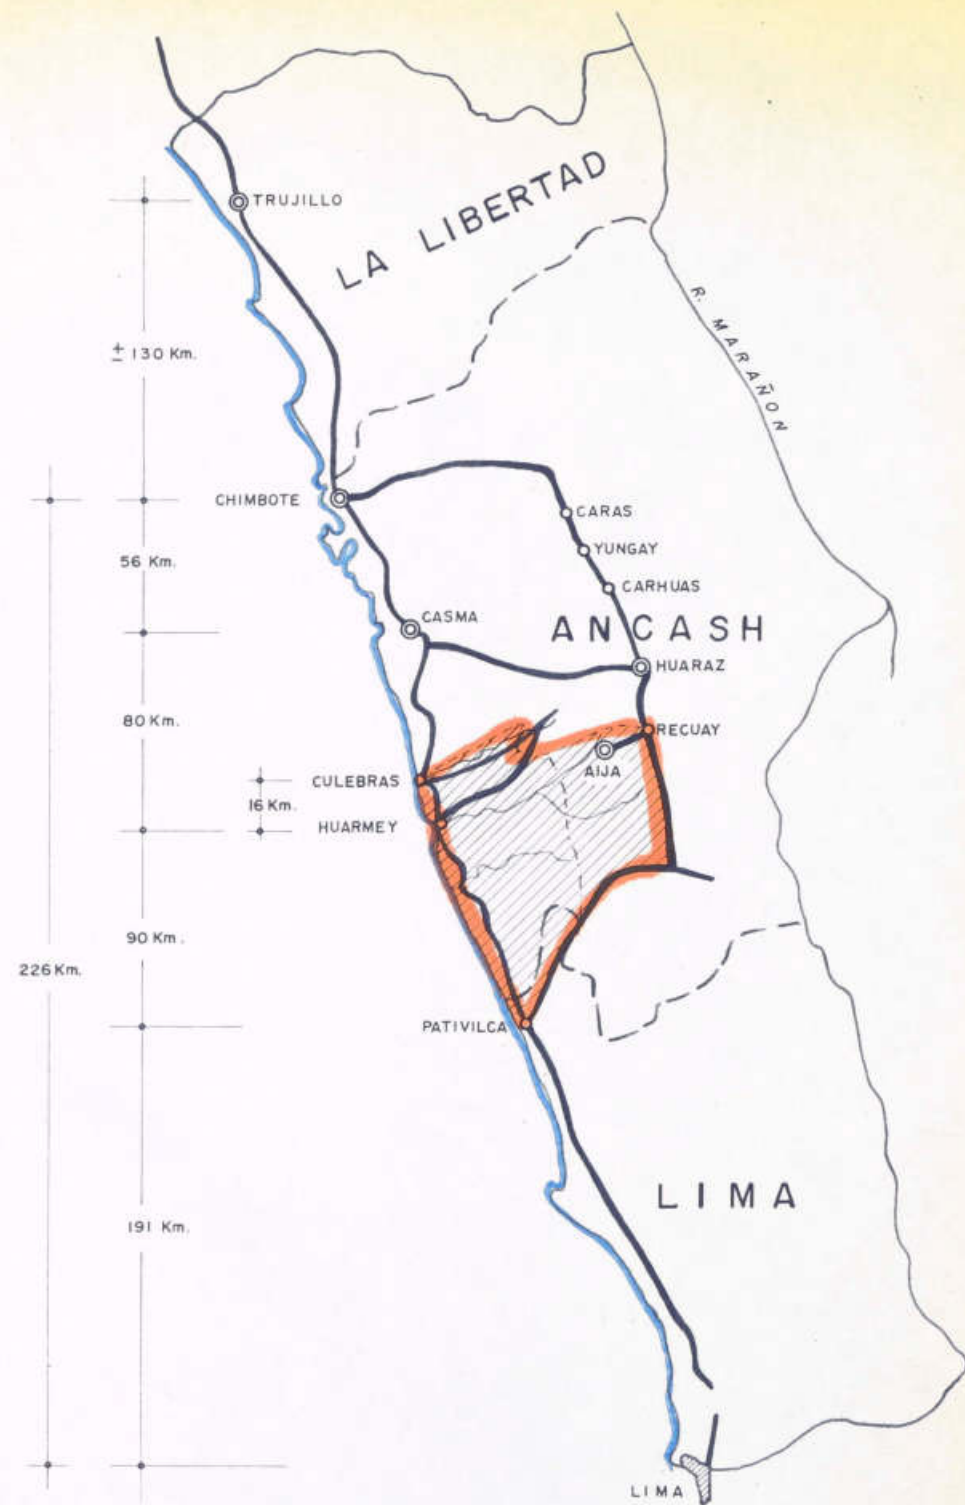 TRUJILLO
LA LIBERTAD
R. MARAÑON
± 130 Km.
CHIMBOTE
CARAS
YUNGAY
56 Km.
CARHUAS
CASMA
ANCASH
HUARAZ
80 Km.
RECUAY
AIJA
CULEBRAS
16 Km.
HUARMEY
90 Km.
226 Km.
PATIVILCA
LIMA
191 Km.
LIMA